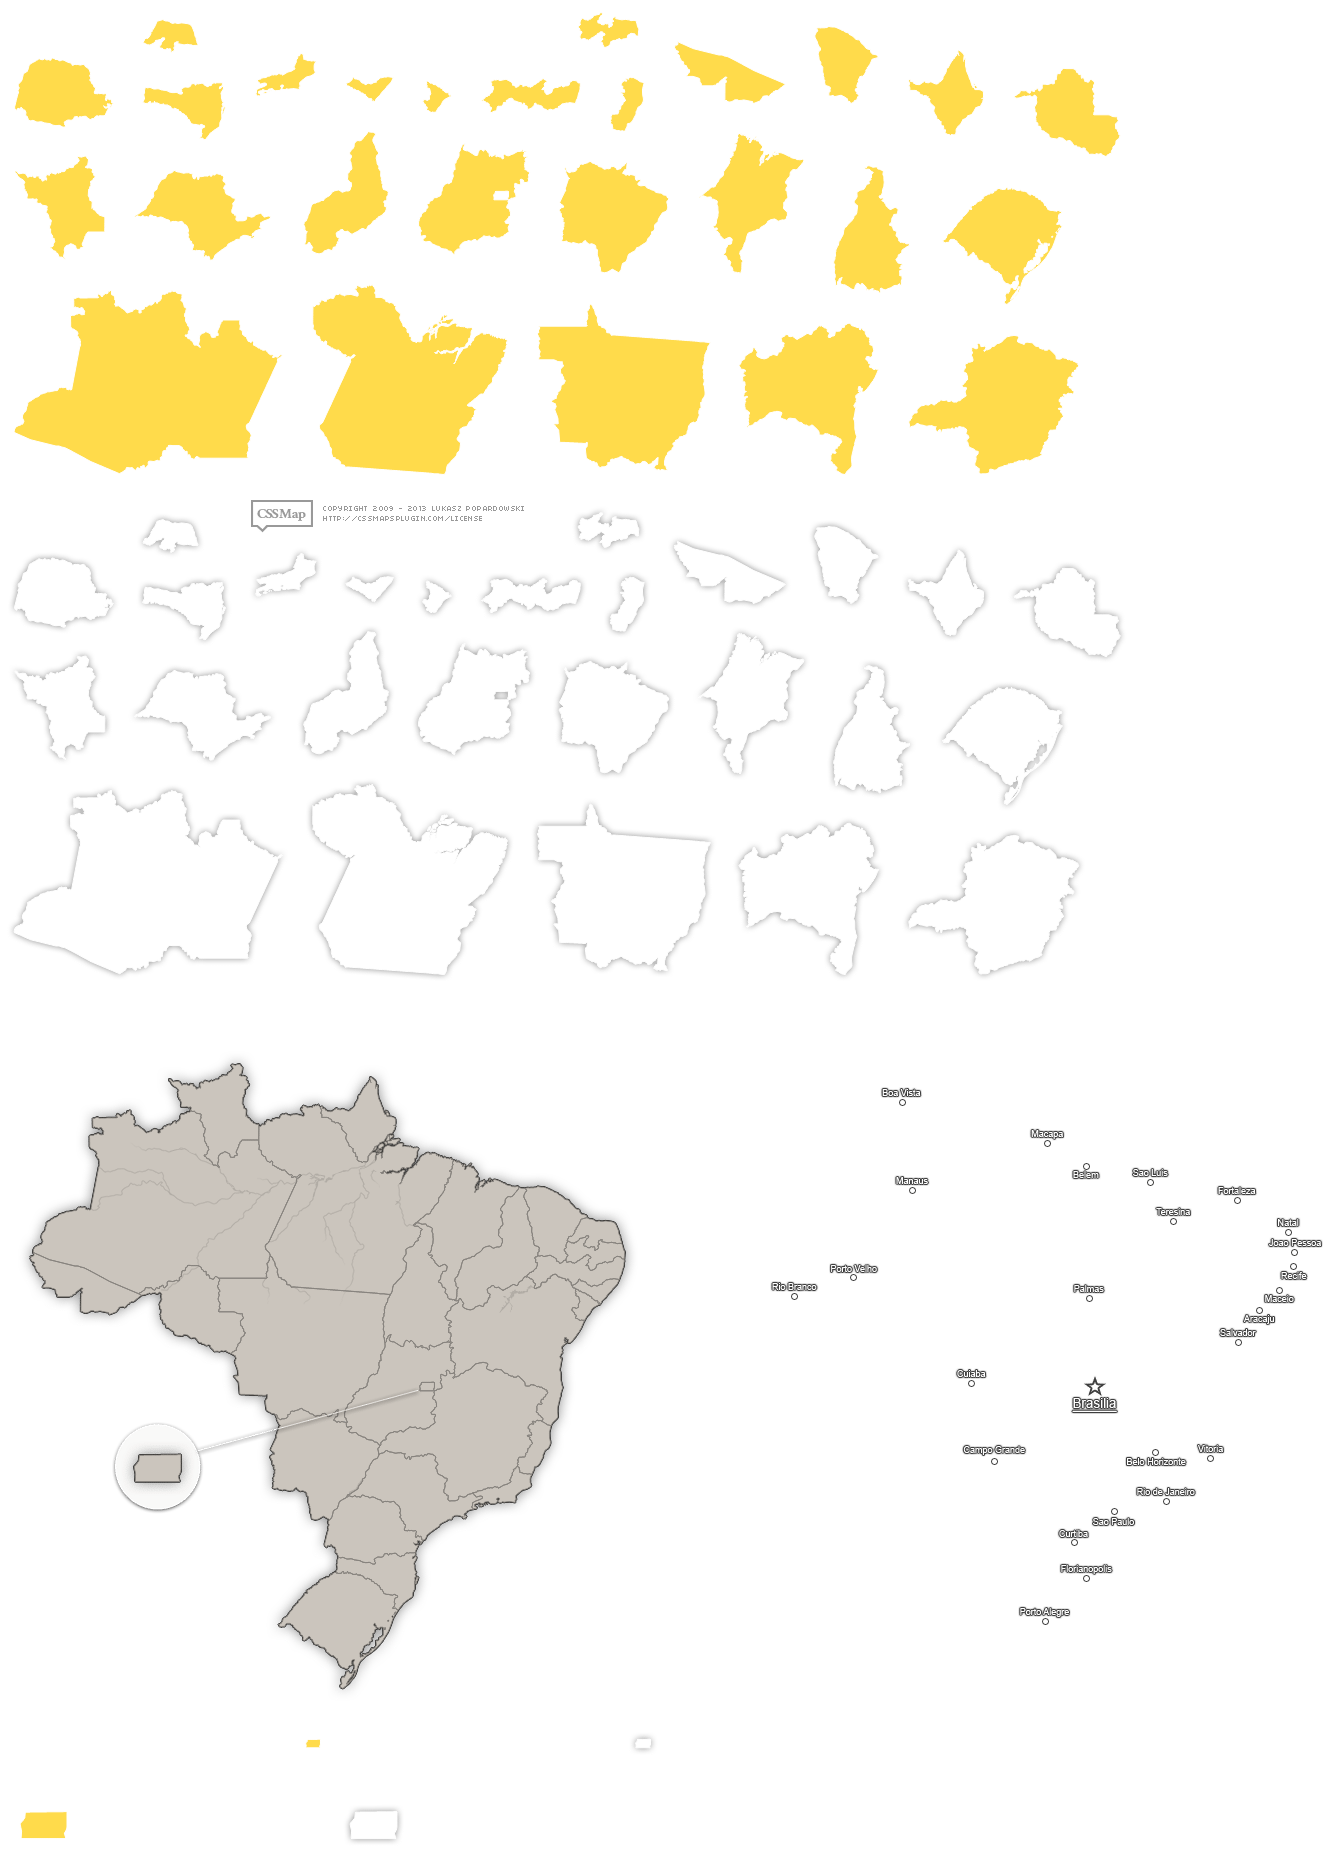 CSSMap
COPYRIGHT 2009 - 2013 LUKASZ POPARDOWSKI
HTTP://CSSMAPSPLUGIN.COM/LICENSE
Boa Vista
Macapa
Belem
Sao Luis
Manaus
Fortaleza
Teresina
Natal
Joao Pessoa
Porto Velho
Recife
Rio Branco
Palmas
Maceio
Aracaju
Salvador
Cuiaba
Brasilia
Campo Grande
Vitoria
Belo Horizonte
Rio de Janeiro
Sao Paulo
Curtiba
Florianopolis
Porto Alegre